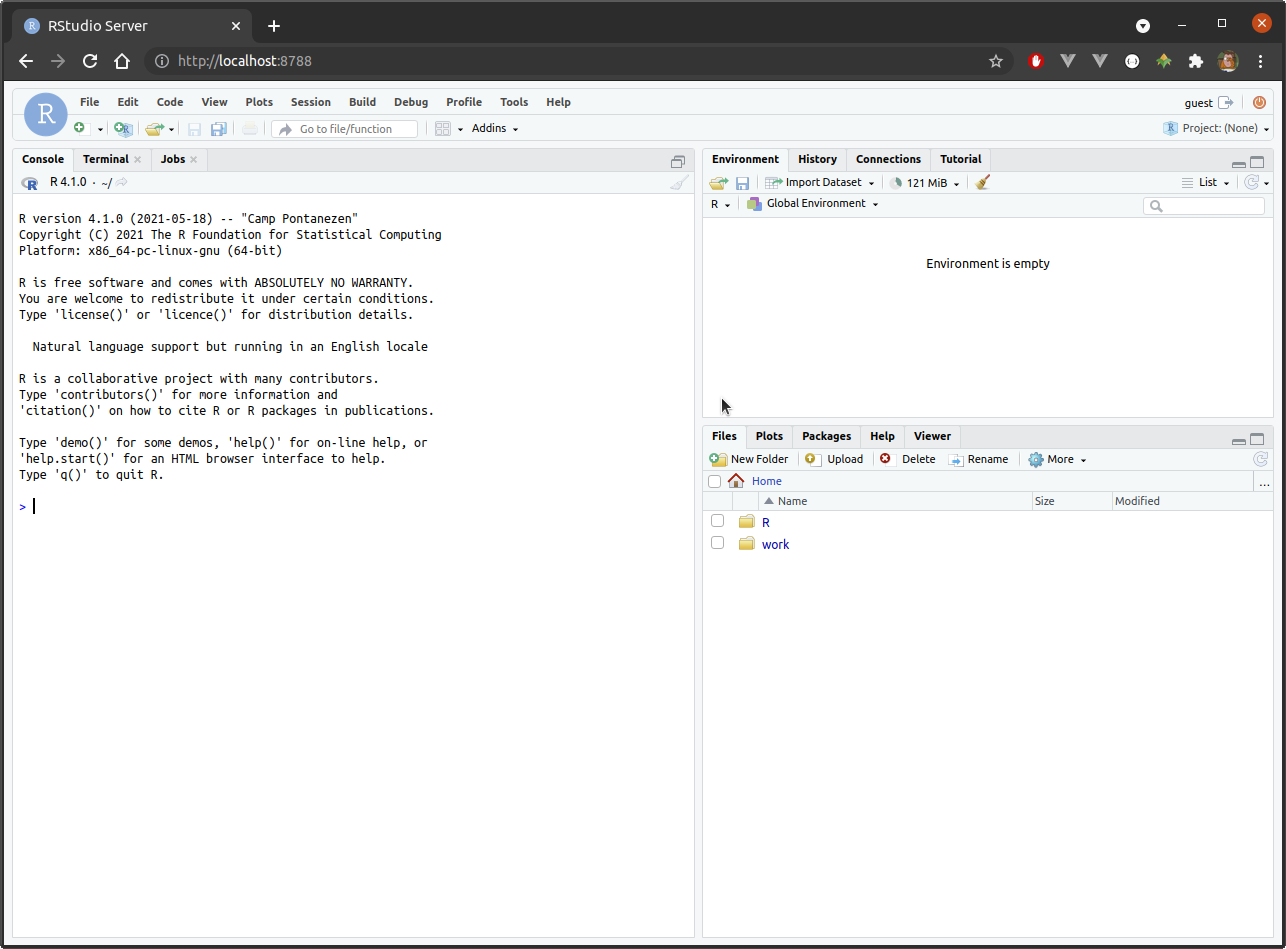 RStudio Server
http://localhost:8788
R
File Edit Code View Plots Session Build Debug Profile Tools Help
guest
Go to file/function
Addins
Project: (None)
Console Terminal Jobs
R 4.1.0 · ~/
R version 4.1.0 (2021-05-18) -- "Camp Pontanezen"
Copyright (C) 2021 The R Foundation for Statistical Computing
Platform: x86_64-pc-linux-gnu (64-bit)
R is free software and comes with ABSOLUTELY NO WARRANTY.
You are welcome to redistribute it under certain conditions.
Type 'license()' or 'licence()' for distribution details.
Natural language support but running in an English locale
R is a collaborative project with many contributors.
Type 'contributors()' for more information and
'citation()' on how to cite R or R packages in publications.
Type 'demo()' for some demos, 'help()' for on-line help, or
'help.start()' for an HTML browser interface to help.
Type 'q()' to quit R.
>
Environment History Connections Tutorial
Import Dataset 121 MiB List
R Global Environment
Environment is empty
Files Plots Packages Help Viewer
New Folder Upload Delete Rename More
Home ...
Name Size Modified
R
work